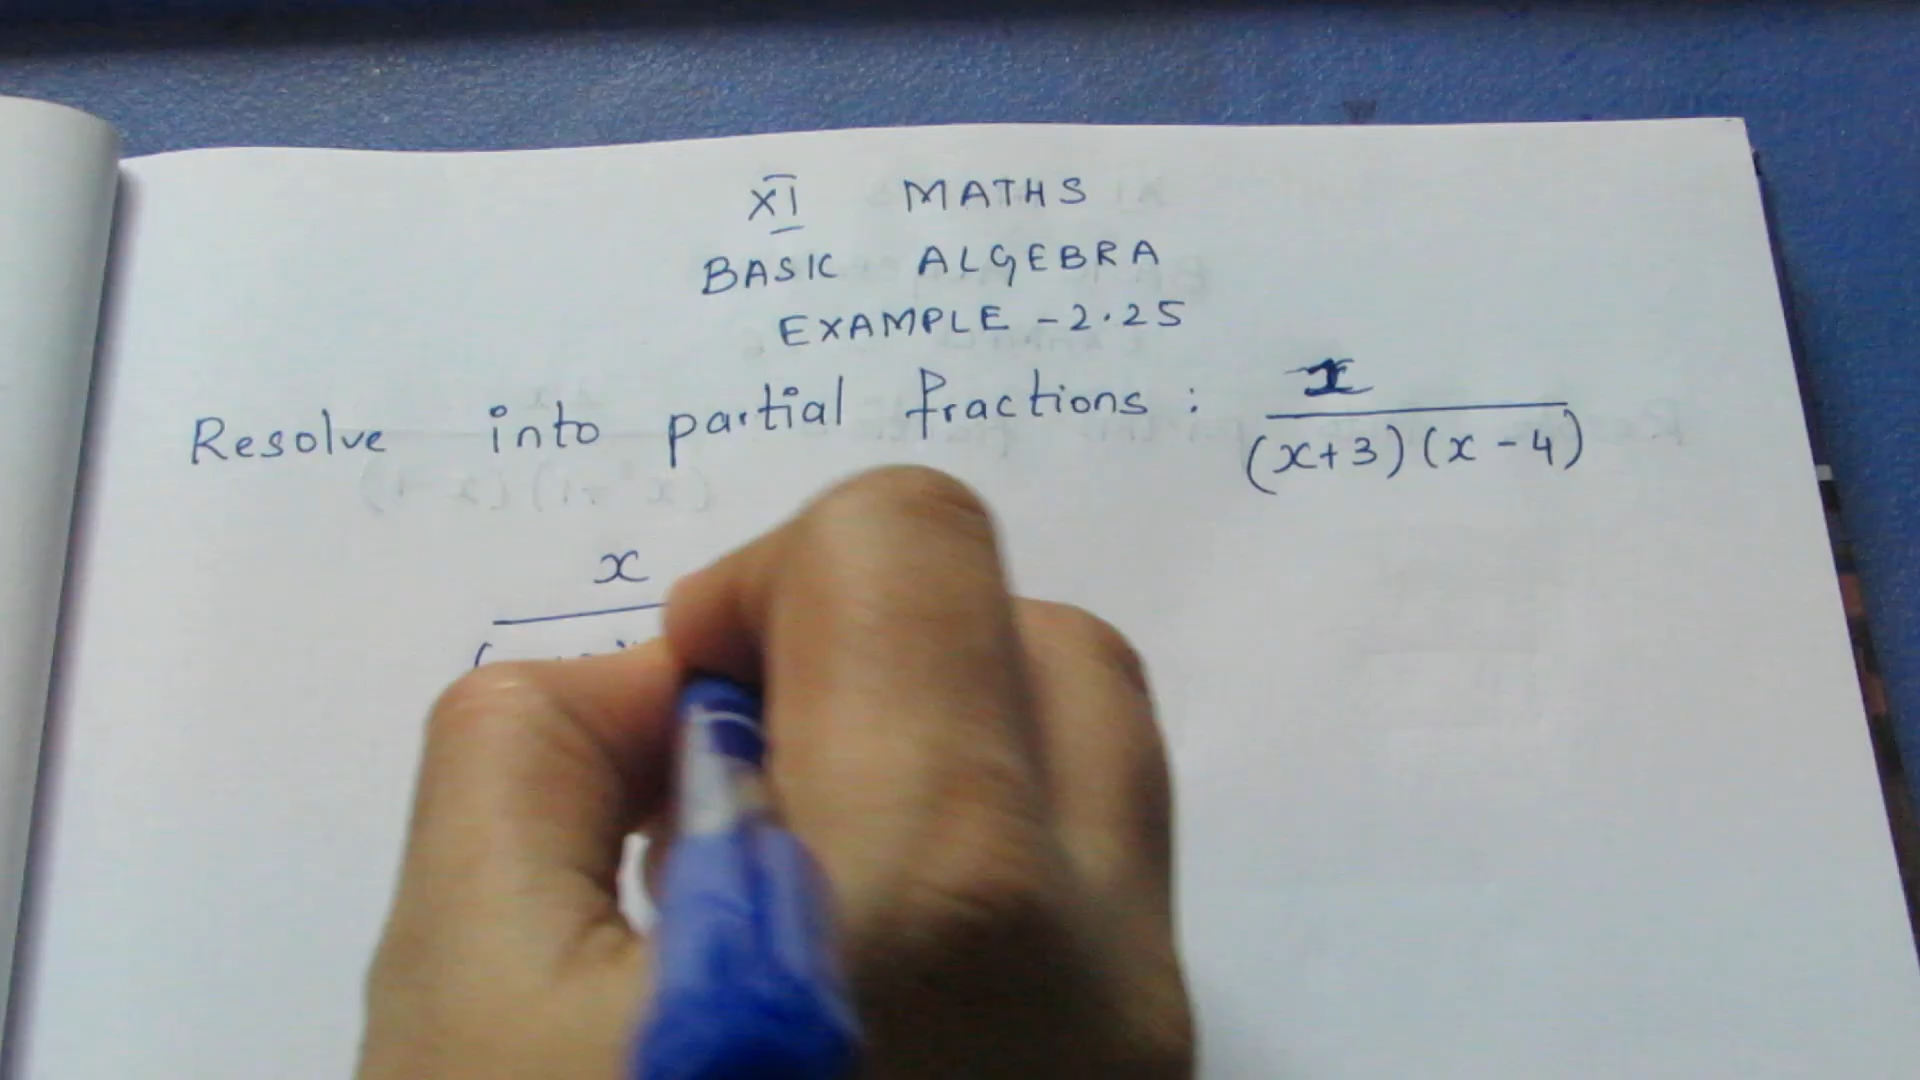 XI MATHS
BASIC ALGEBRA
EXAMPLE - 2.25
Resolve into partial fractions : x
(x+3)(x-4)
x
(